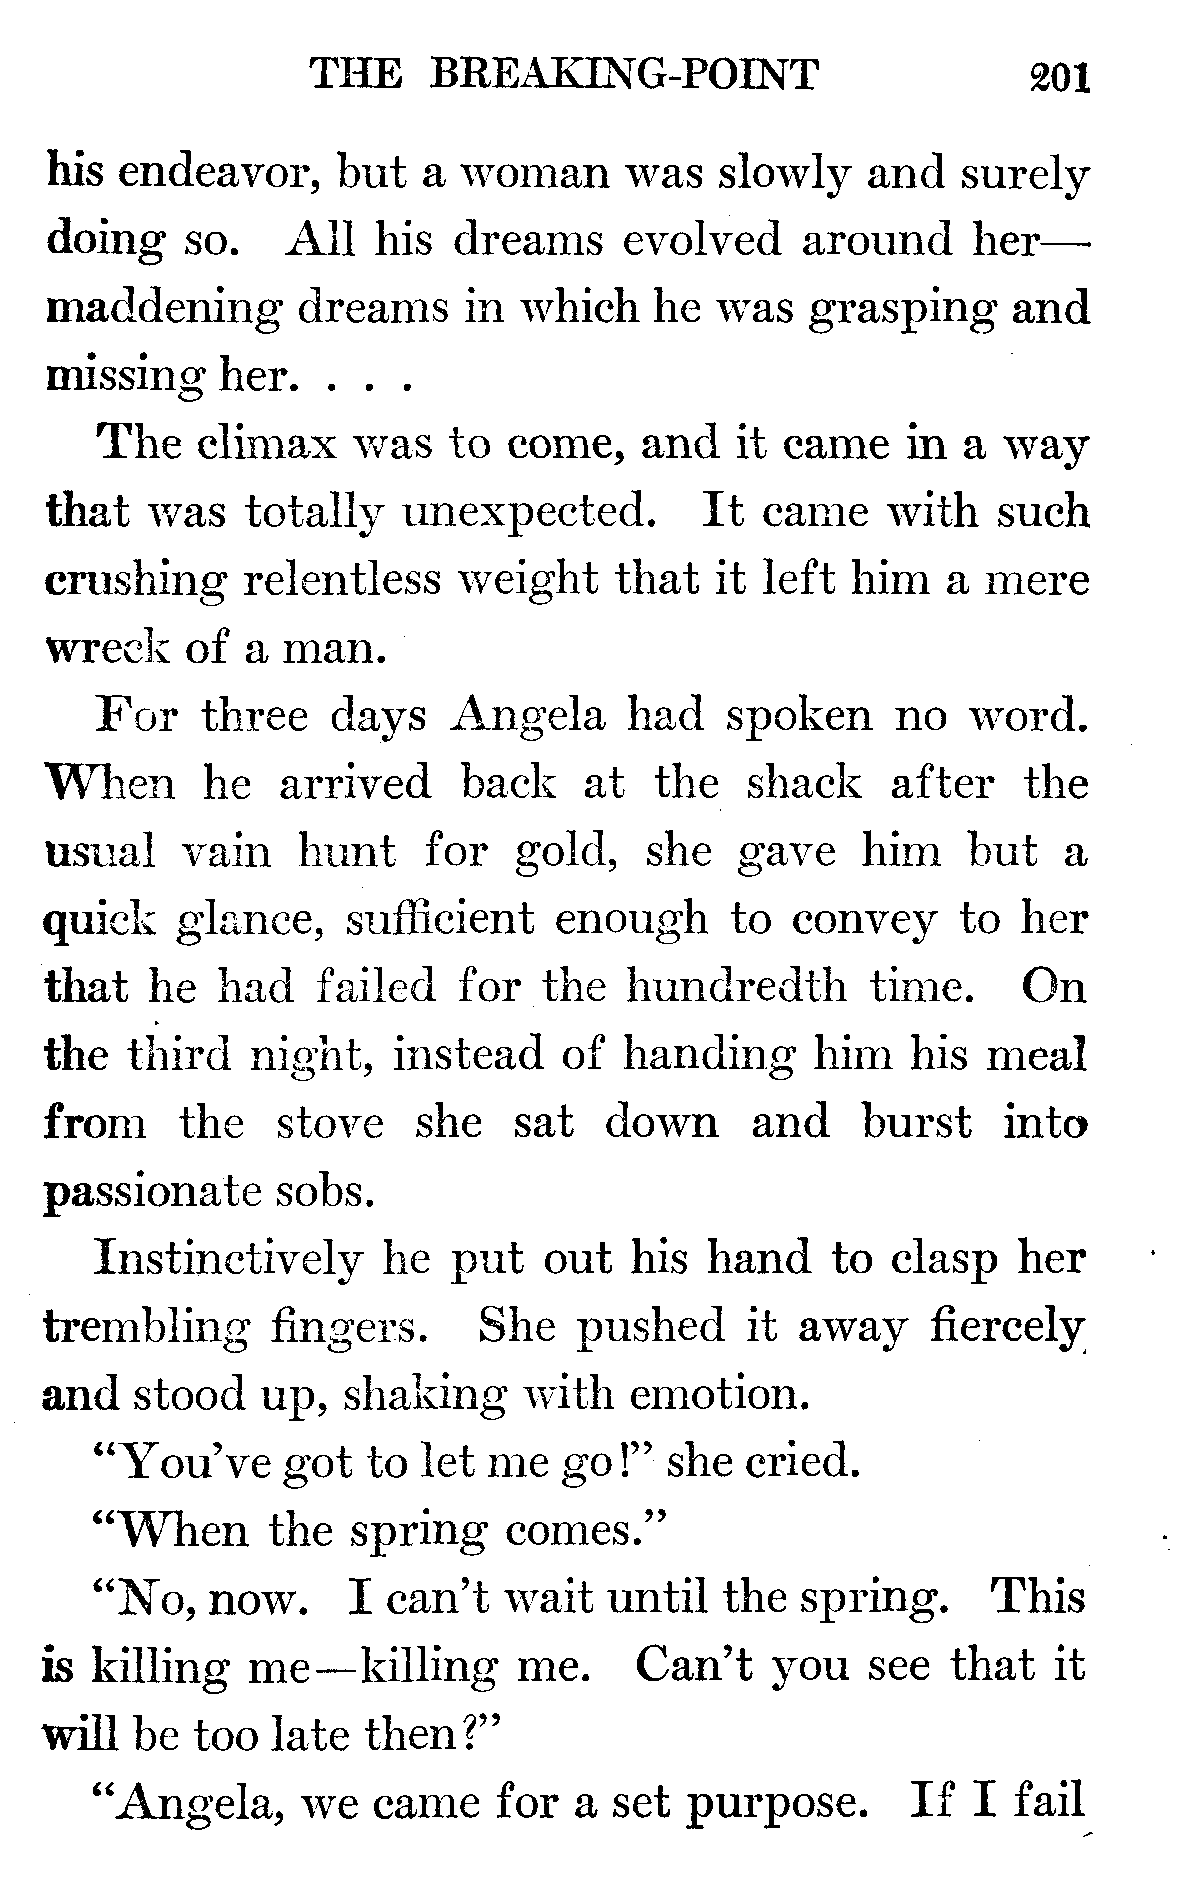 THE BREAKING-POINT 201
his endeavor, but a woman was slowly and surely
doing so. All his dreams evolved around her—
maddening dreams in which he was grasping and
missing her. . . .
The climax was to come, and it came in a way
that was totally unexpected. It came with such
crushing relentless weight that it left him a mere
wreck of a man.
For three days Angela had spoken no word.
When he arrived back at the shack after the
usual vain hunt for gold, she gave him but a
quick glance, sufficient enough to convey to her
that he had failed for the hundredth time. On
the third night, instead of handing him his meal
from the stove she sat down and burst into
passionate sobs.
Instinctively he put out his hand to clasp her
trembling fingers. She pushed it away fiercely
and stood up, shaking with emotion.
"You've got to let me go!" she cried.
"When the spring comes."
"No, now. I can't wait until the spring. This
is killing me—killing me. Can't you see that it
will be too late then?"
"Angela, we came for a set purpose. If I fail